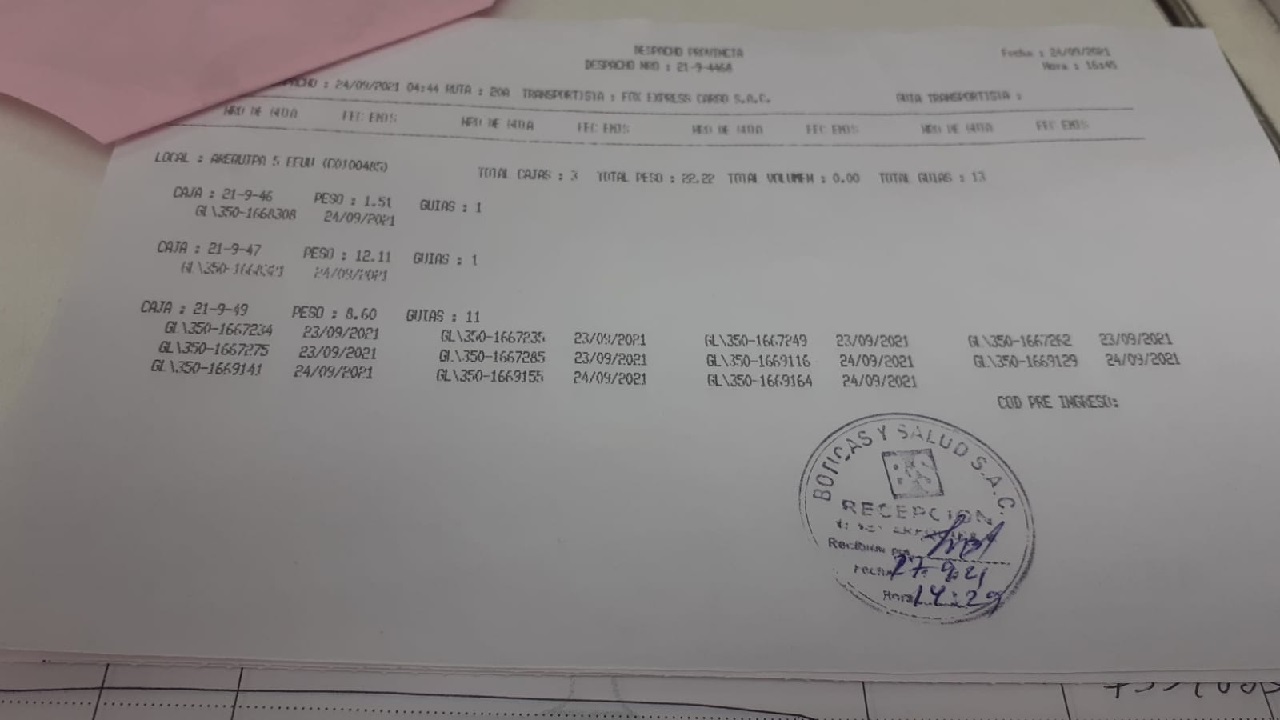 DESPACHO PROVINCIA
Fecha : 24/09/2021
DESPACHO NRO : 21-9-4468
Hora : 16:45
: 24/09/2021 04:44 RUTA : 20A TRANSPORTISTA : FOX EXPRESS CARGO S.A.C. GUIA TRANSPORTISTA :
NRO DE GUIA FEC EMIS NRO DE GUIA FEC EMIS NRO DE GUIA FEC EMIS NRO DE GUIA FEC EMIS
LOCAL : AREQUIPA 5 (CO100485) TOTAL CAJAS : 3 TOTAL PESO : 22.22 TOTAL VOLUMEN : 0.00 TOTAL GUIAS : 13
CAJA : 21-9-46 PESO : 1.51 GUIAS : 1
GL\350-1668308 24/09/2021
CAJA : 21-9-47 PESO : 12.11 GUIAS : 1
24/09/2021
CAJA : 21-9-49 PESO : 8.60 GUIAS : 11
GL\350-1667234 23/09/2021 GL\350-1667235 23/09/2021 GL\350-1667249 23/09/2021 GL\350-1667262 23/09/2021
GL\350-1667275 23/09/2021 GL\350-1667285 23/09/2021 GL\350-1669116 24/09/2021 GL\350-1669129 24/09/2021
GL\350-1669141 24/09/2021 GL\350-1669155 24/09/2021 GL\350-1669164 24/09/2021
COD PRE INGRESO:
BOTICAS Y SALUD S.A.C.
BS
RECEPCION
Fecha 27-9-21
Hora 14:29